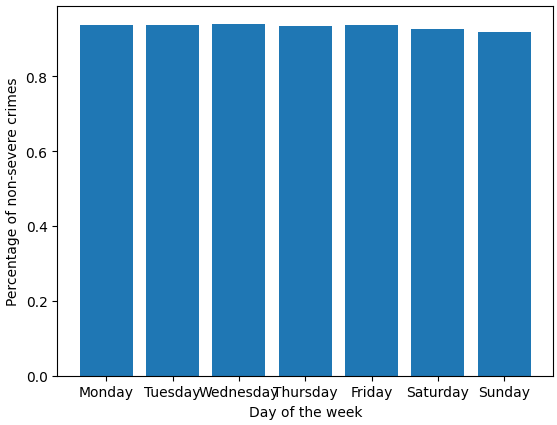 Percentage of non-severe crimes
0.8
0.6
0.4
0.2
0.0
Monday Tuesday Wednesday Thursday Friday Saturday Sunday
Day of the week